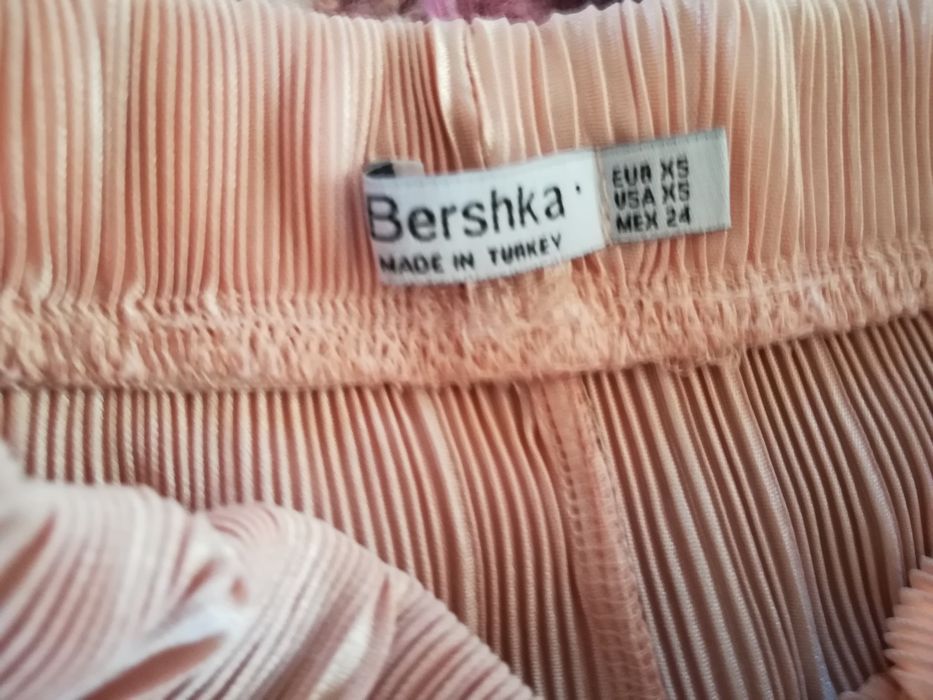 Bershka
MADE IN TURKEY
EUR XS
USA XS
MEX 24